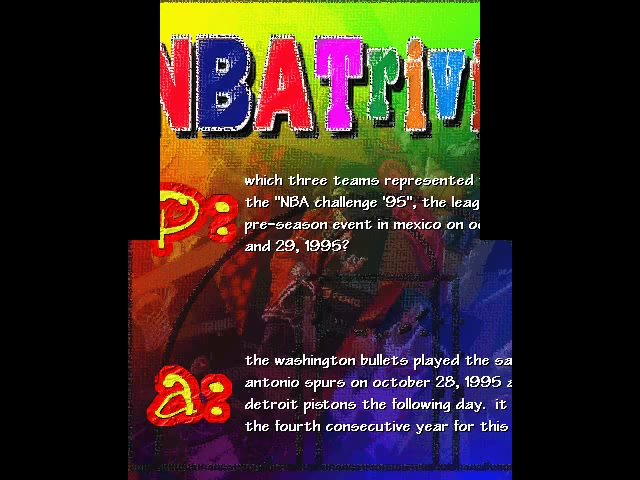 NBATrivi
p:
which three teams represented
the "NBA challenge '95", the leag
pre-season event in mexico on oc
and 29, 1995?
a:
the washington bullets played the sa
antonio spurs on october 28, 1995 a
detroit pistons the following day. it
the fourth consecutive year for this